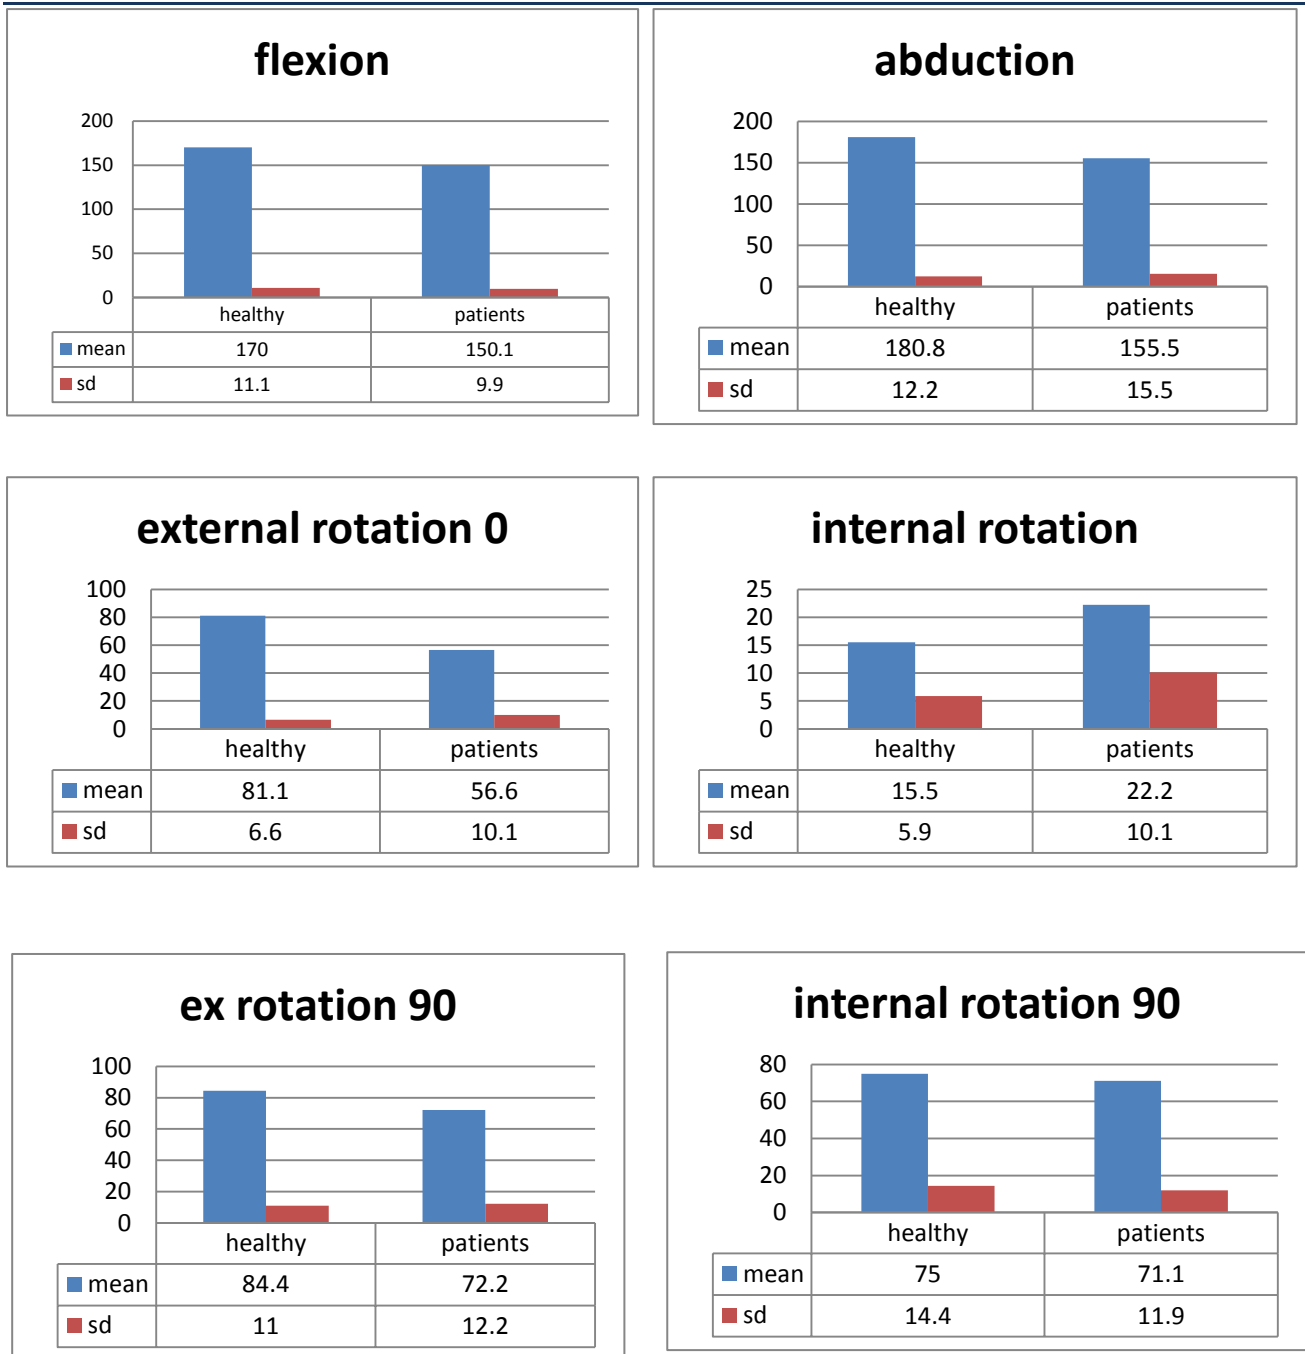 flexion
200
150
100
50
0
healthy patients
mean 170 150.1
sd 11.1 9.9
abduction
200
150
100
50
0
healthy patients
mean 180.8 155.5
sd 12.2 15.5
external rotation 0
100
80
60
40
20
0
healthy patients
mean 81.1 56.6
sd 6.6 10.1
internal rotation
25
20
15
10
5
0
healthy patients
mean 15.5 22.2
sd 5.9 10.1
ex rotation 90
100
80
60
40
20
0
healthy patients
mean 84.4 72.2
sd 11 12.2
internal rotation 90
80
60
40
20
0
healthy patients
mean 75 71.1
sd 14.4 11.9